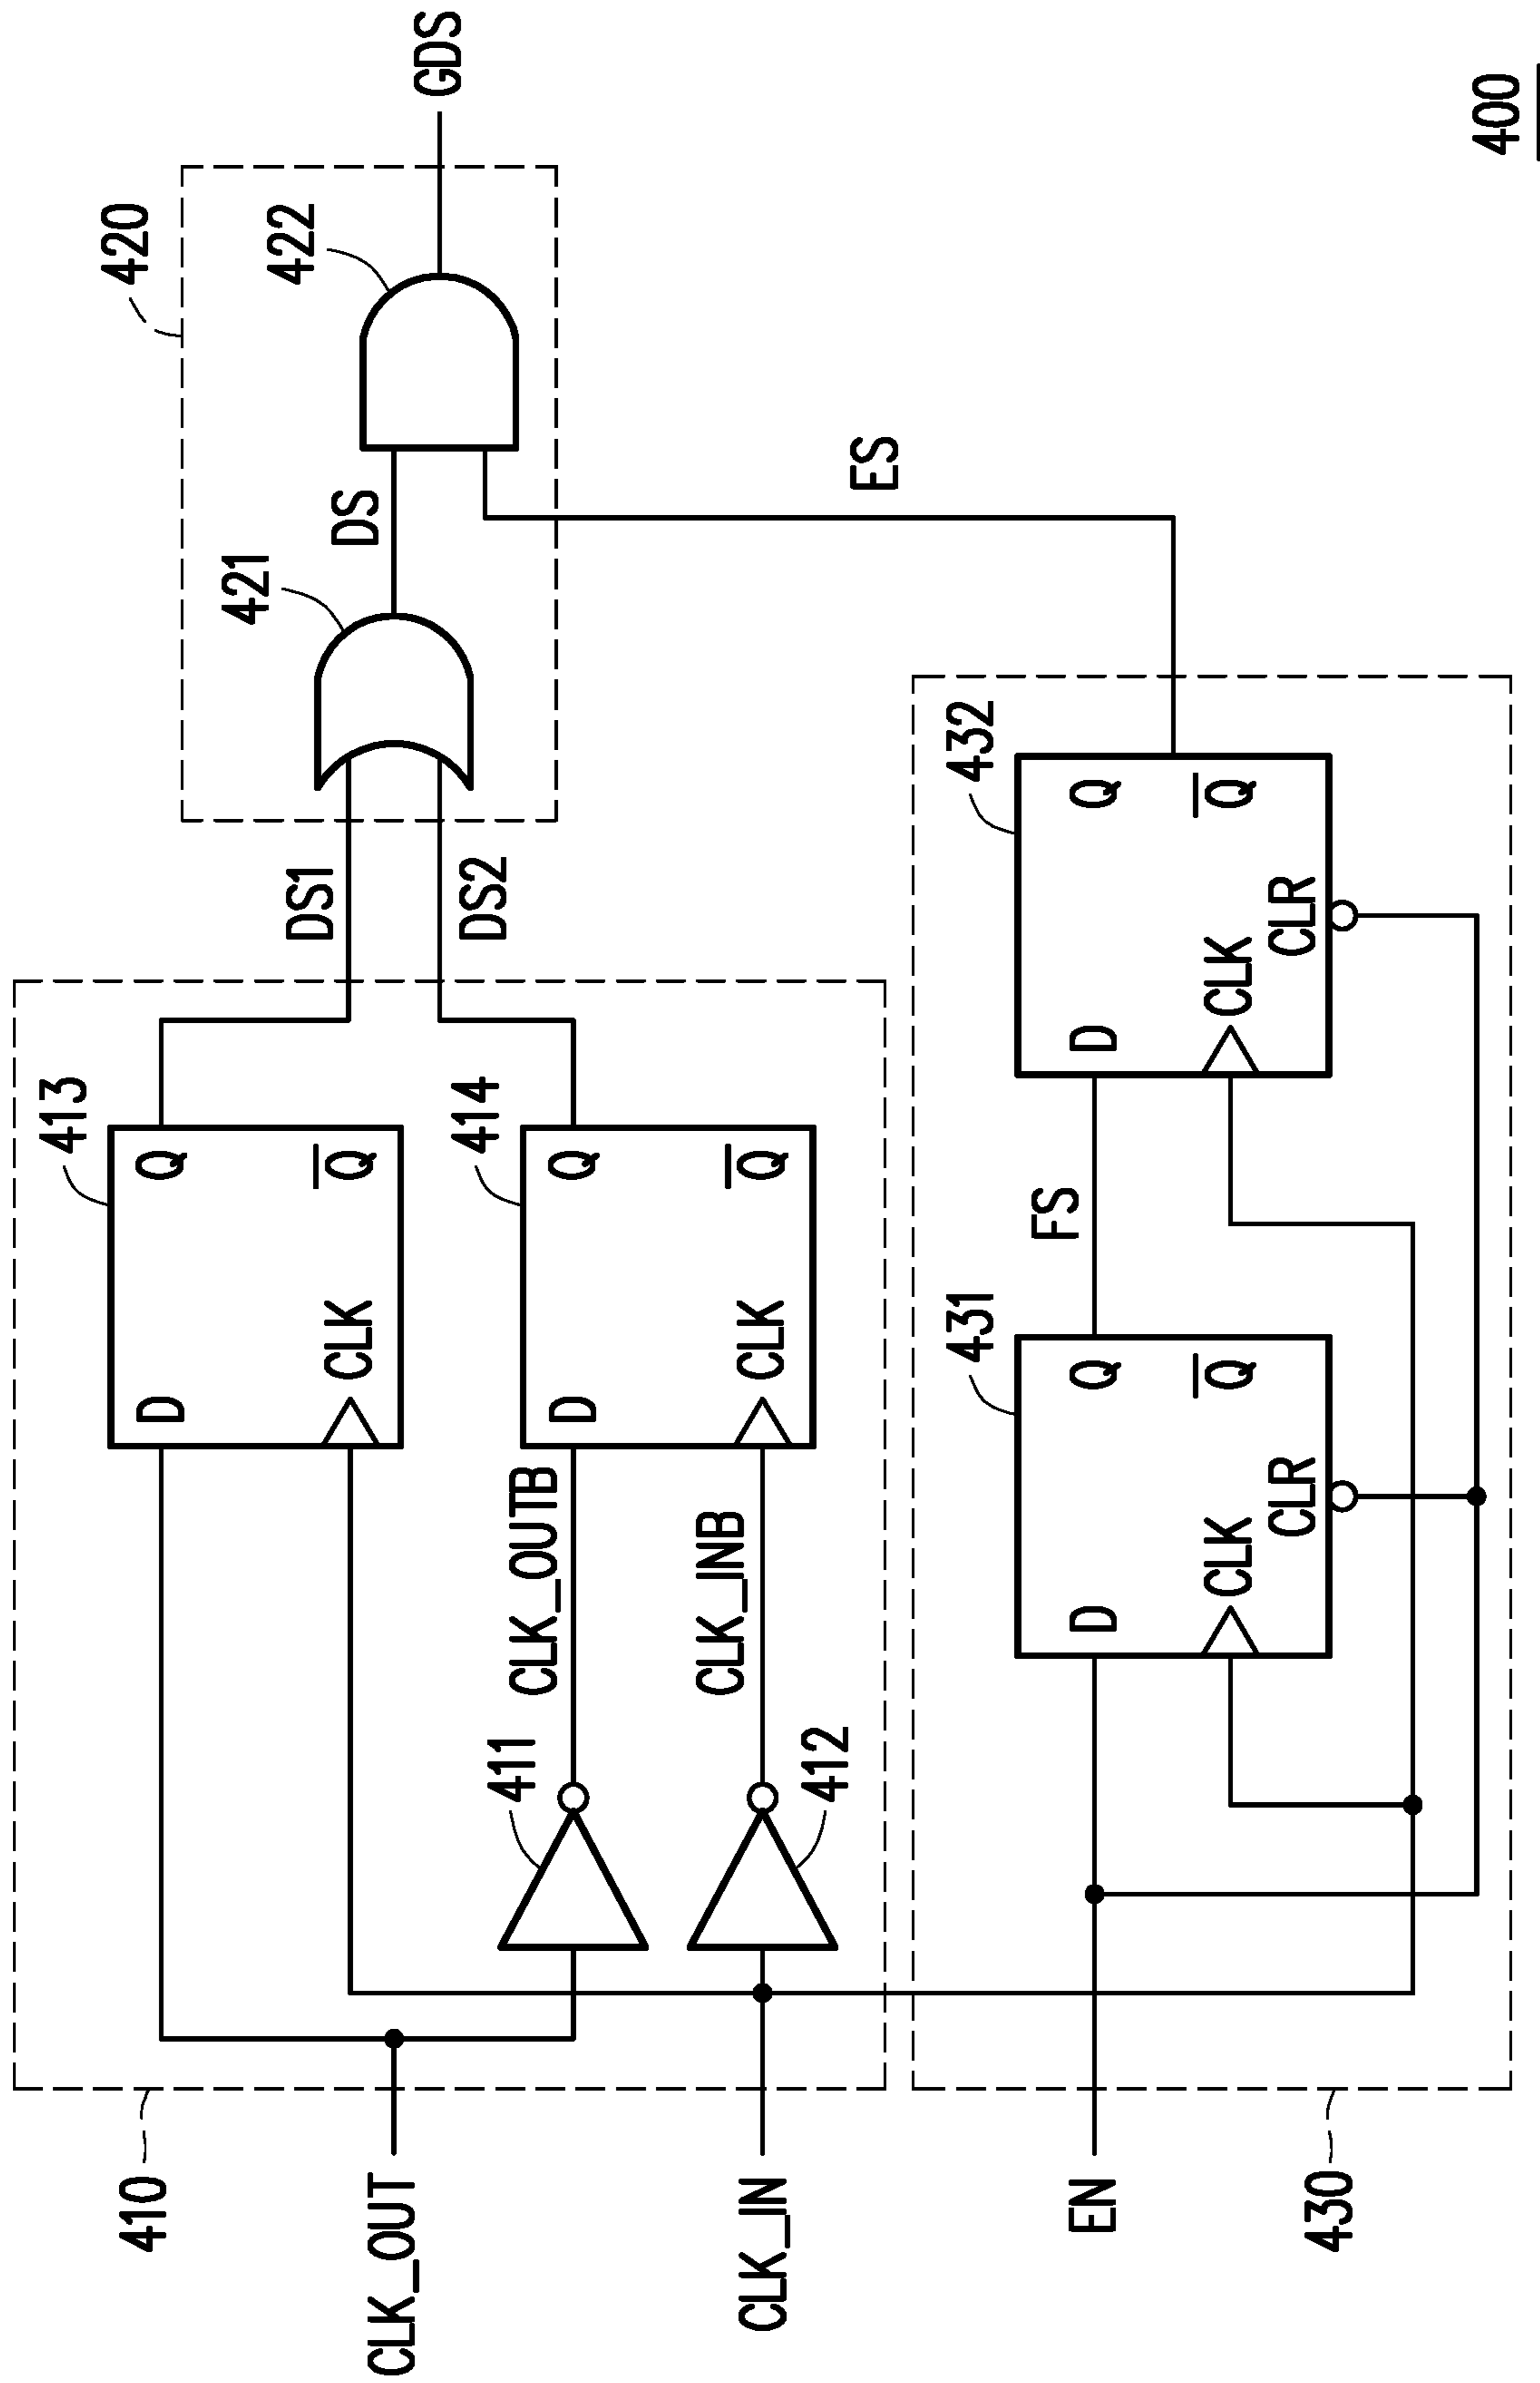 410
413
D
Q
CLK
Q
DS1
420
421
DS
422
GDS
CLK_OUT
411
CLK_OUTB
414
D
Q
DS2
CLK_IN
412
CLK_INB
CLK
Q
ES
EN
431
D
Q
CLK
Q
CLR
FS
432
D
Q
CLK
Q
CLR
430
400